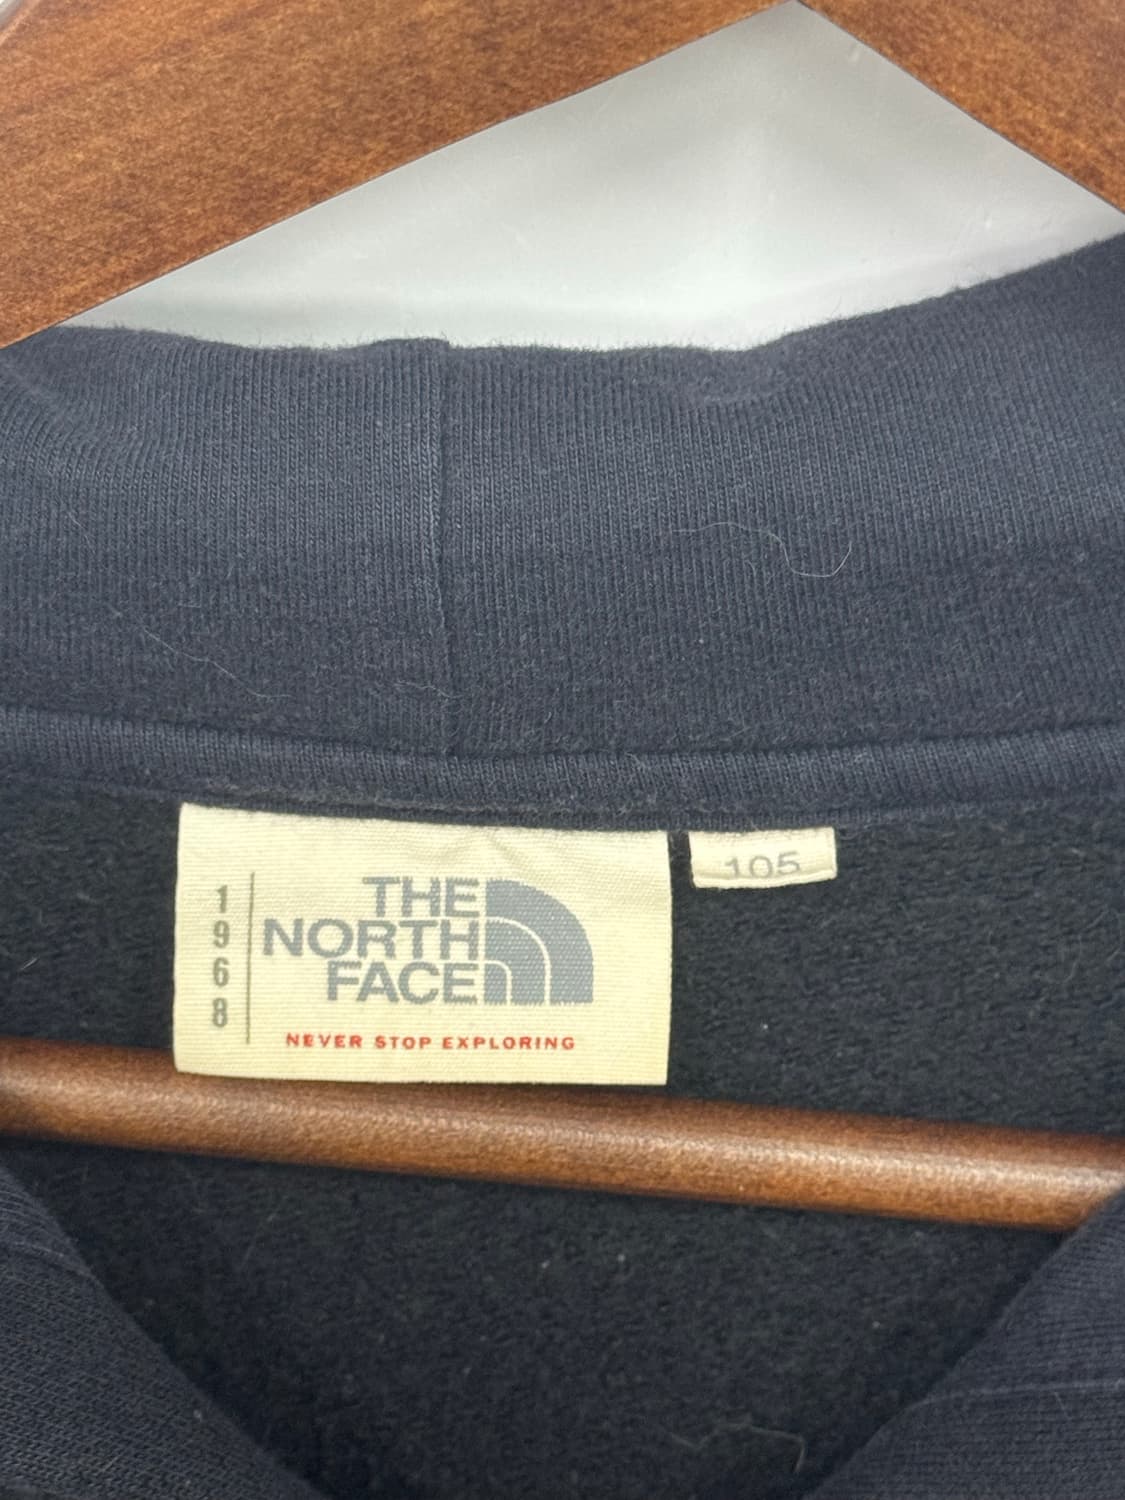 1968
THE
NORTH
FACE
NEVER STOP EXPLORING
105